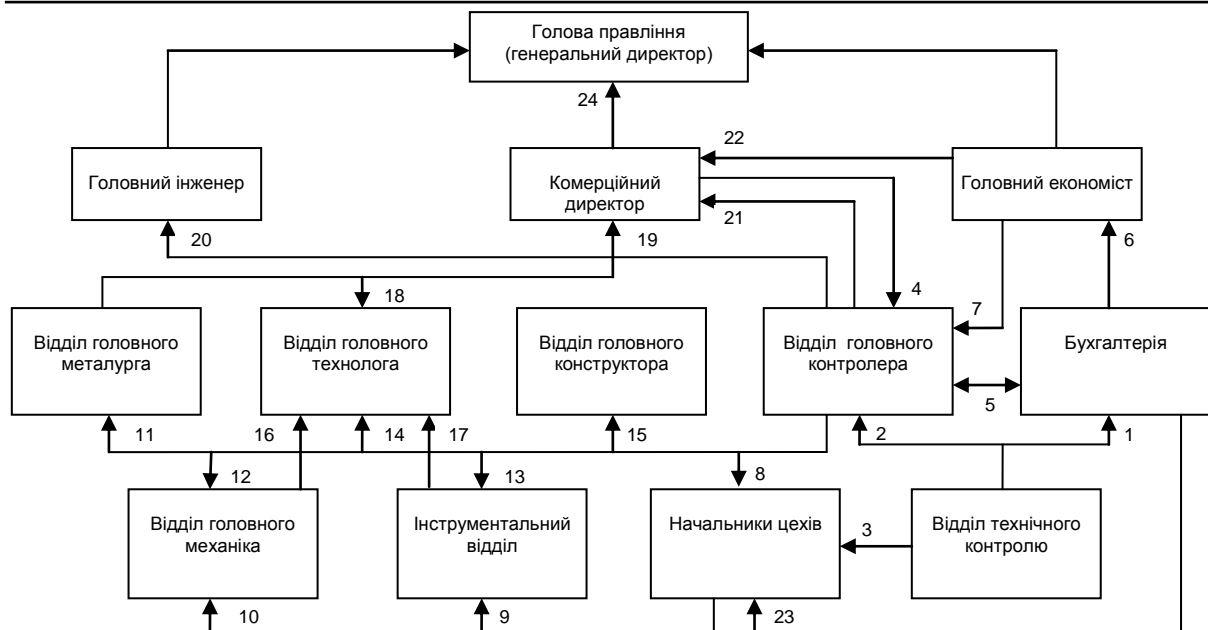 Голова правління
(генеральний директор)
24
22
Головний інженер
Комерційний
директор
Головний економіст
21
20
19
6
18
4
7
Відділ головного
металурга
Відділ головного
технолога
Відділ головного
конструктора
Відділ головного
контролера
Бухгалтерія
5
11
16
14
17
15
2
1
12
13
8
Відділ головного
механіка
Інструментальний
відділ
Начальники цехів
3
Відділ технічного
контролю
10
9
23